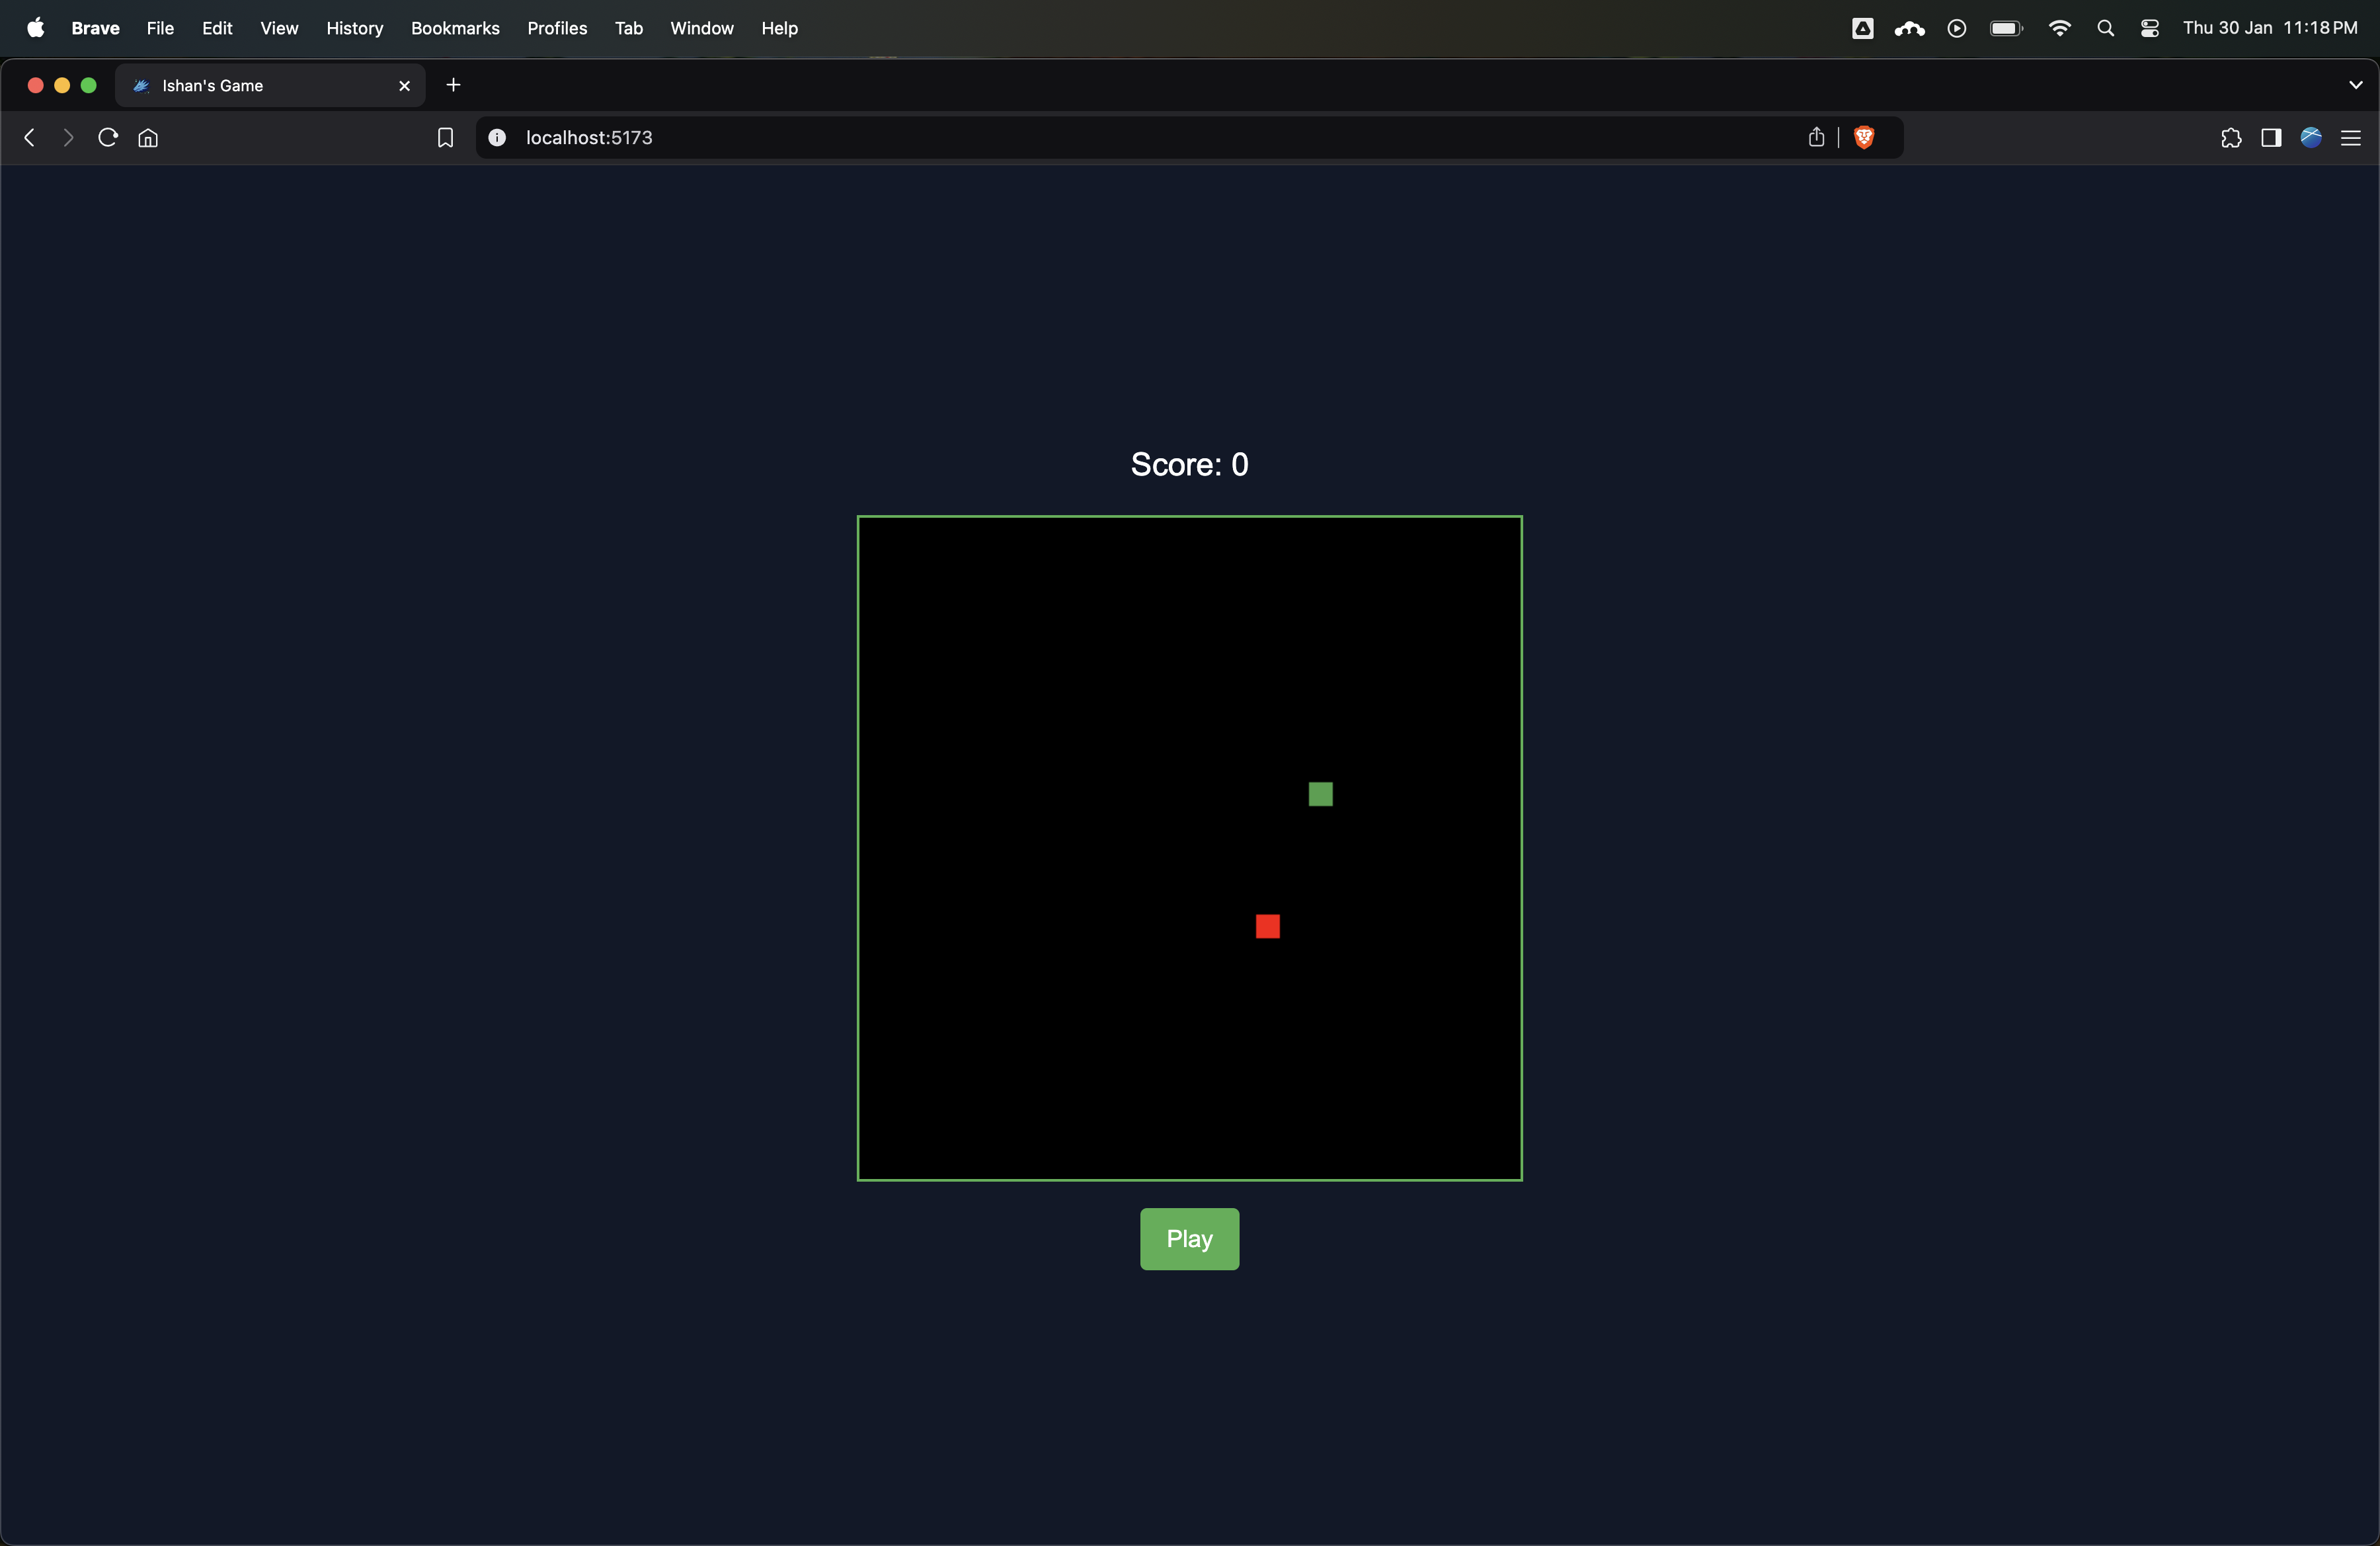 Brave File Edit View History Bookmarks Profiles Tab Window Help Thu 30 Jan 11:18 PM
Ishan's Game
localhost:5173
Score: 0
Play